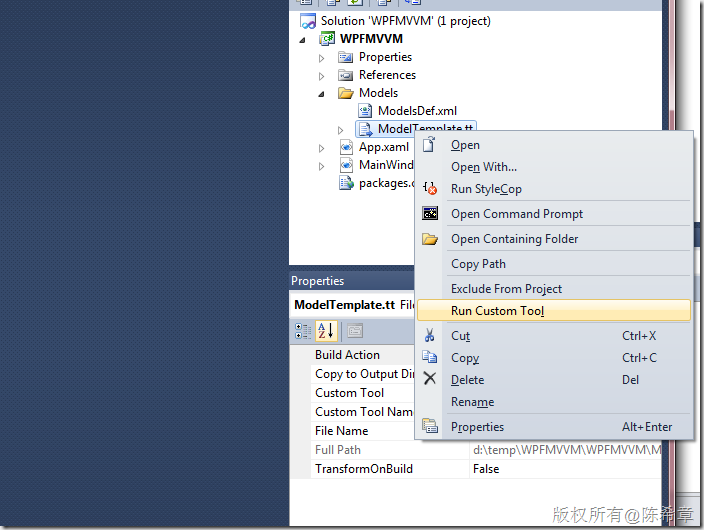 Solution 'WPFMVVM' (1 project)
WPFMVVM
Properties
References
Models
ModelsDef.xml
ModelTemplate.tt
App.xaml
MainWind
packages.c
Open
Open With...
Run StyleCop
Open Command Prompt
Open Containing Folder
Copy Path
Exclude From Project
Run Custom Tool
Cut Ctrl+X
Copy Ctrl+C
Delete Del
Rename
Properties Alt+Enter
Properties
ModelTemplate.tt File
Build Action
Copy to Output Dir
Custom Tool
Custom Tool Name
File Name
Full Path d:\temp\WPFMVVM\WPFMVVM\M
TransformOnBuild False
版权所有@陈希章